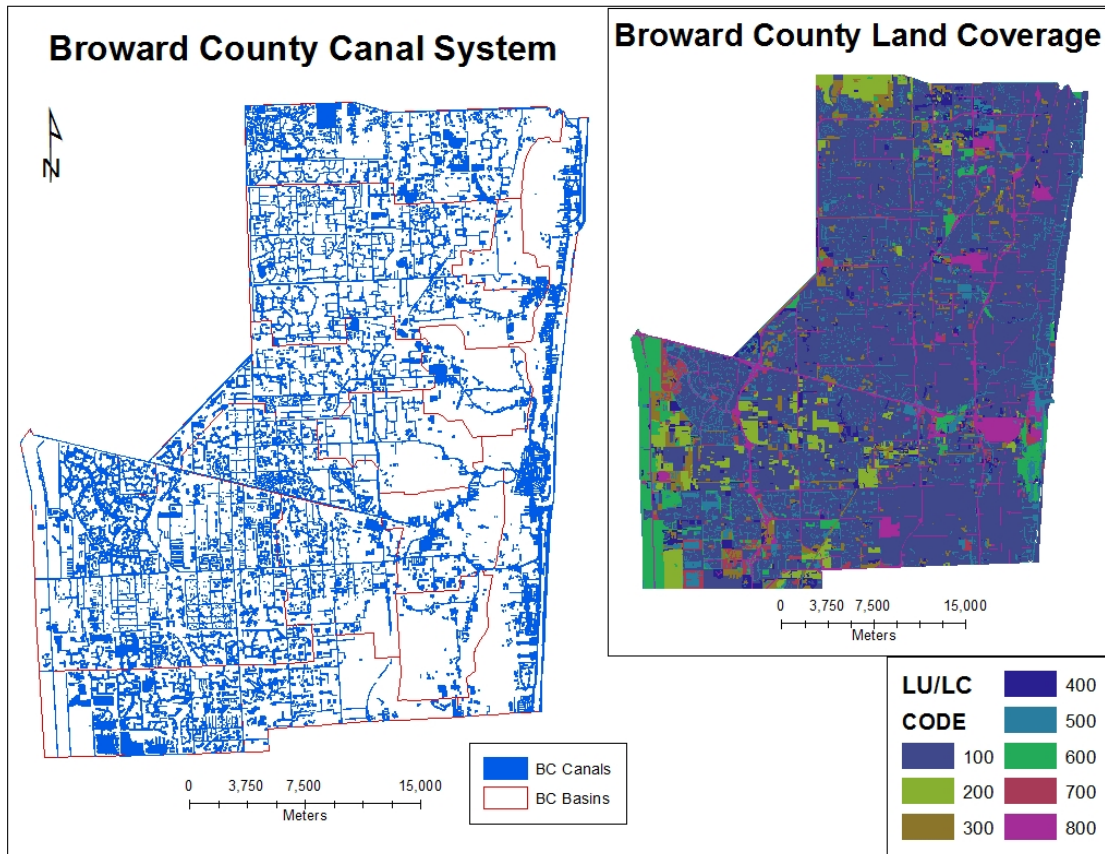 Broward County Canal System
N
0 3,750 7,500 15,000
Meters
BC Canals
BC Basins
Broward County Land Coverage
0 3,750 7,500 15,000
Meters
LU/LC
CODE
100
200
300
400
500
600
700
800